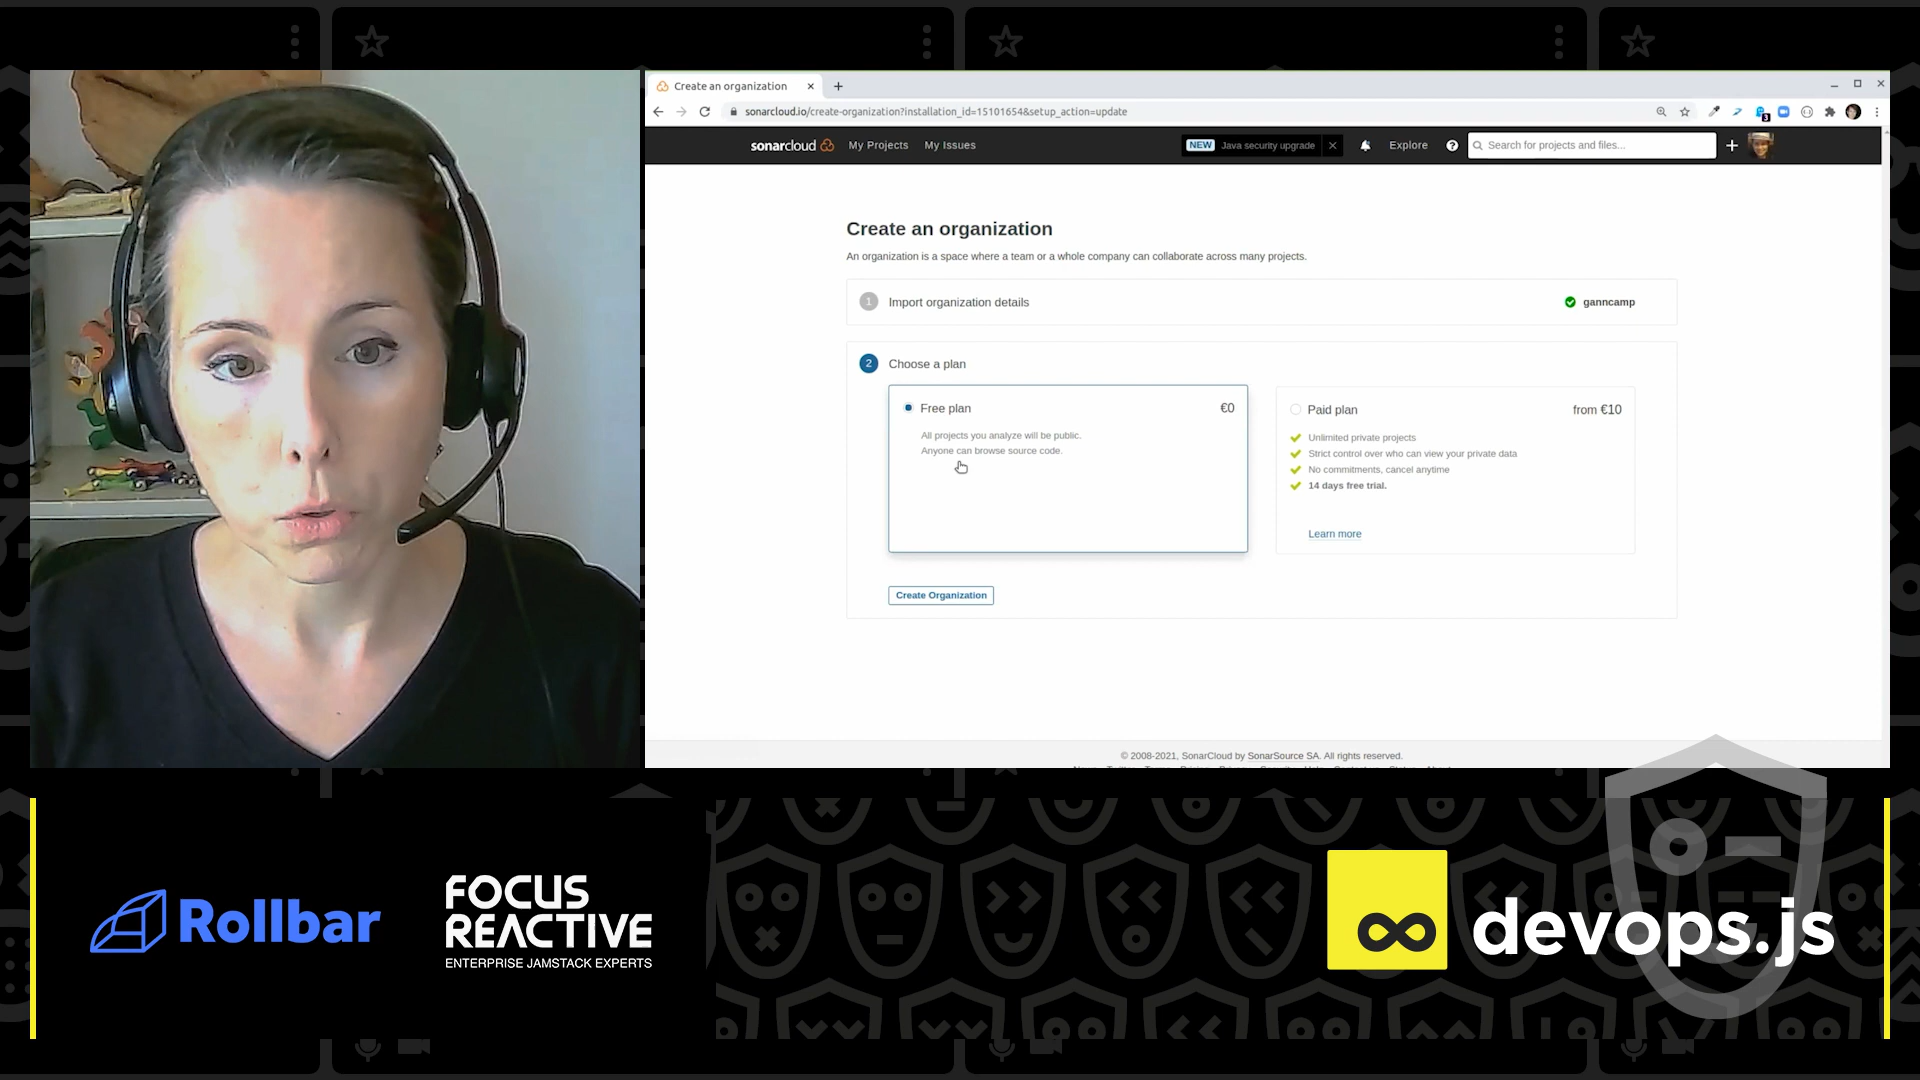 Create an organization
sonarcloud.io/create-organization?installation_id=15101654&setup_action=update
3
sonarcloud My Projects My Issues NEW Java security upgrade Explore Search for projects and files...
Create an organization
An organization is a space where a team or a whole company can collaborate across many projects.
1 Import organization details ganncamp
2 Choose a plan
Free plan €0
All projects you analyze will be public.
Anyone can browse source code.
Paid plan from €10
Unlimited private projects
Strict control over who can view your private data
No commitments, cancel anytime
14 days free trial.
Learn more
Create Organization
© 2008-2021, SonarCloud by SonarSource SA. All rights reserved.
Rollbar
FOCUS
REACTIVE
ENTERPRISE JAMSTACK EXPERTS
devops.js